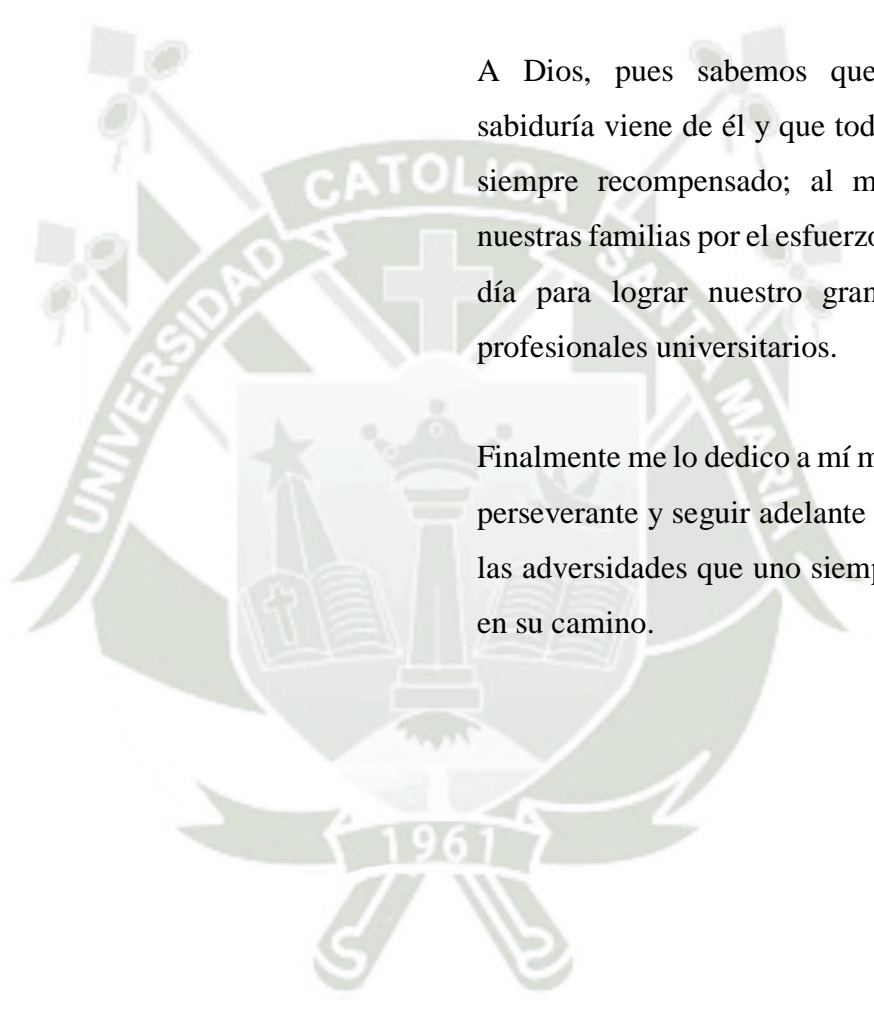 A Dios, pues sabemos que
sabiduría viene de él y que tod
siempre recompensado; al m
nuestras familias por el esfuerzo
día para lograr nuestro gran
profesionales universitarios.
Finalmente me lo dedico a mí m
perseverante y seguir adelante
las adversidades que uno siemp
en su camino.
UNIVERSIDAD CATOLICA SANTA MARI
1961